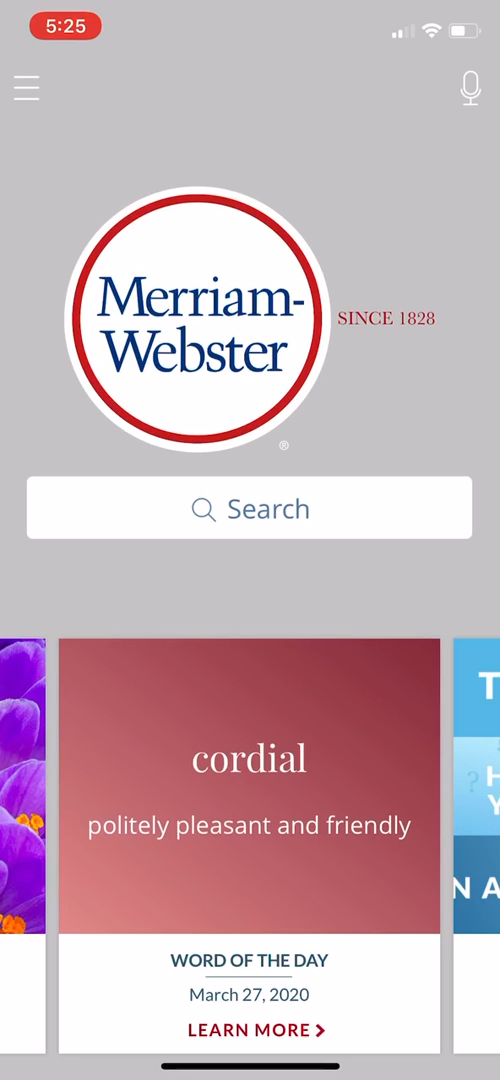 5:25
Merriam-
Webster
SINCE 1828
®
Search
cordial
politely pleasant and friendly
WORD OF THE DAY
March 27, 2020
LEARN MORE
T
?
H
Y
N A